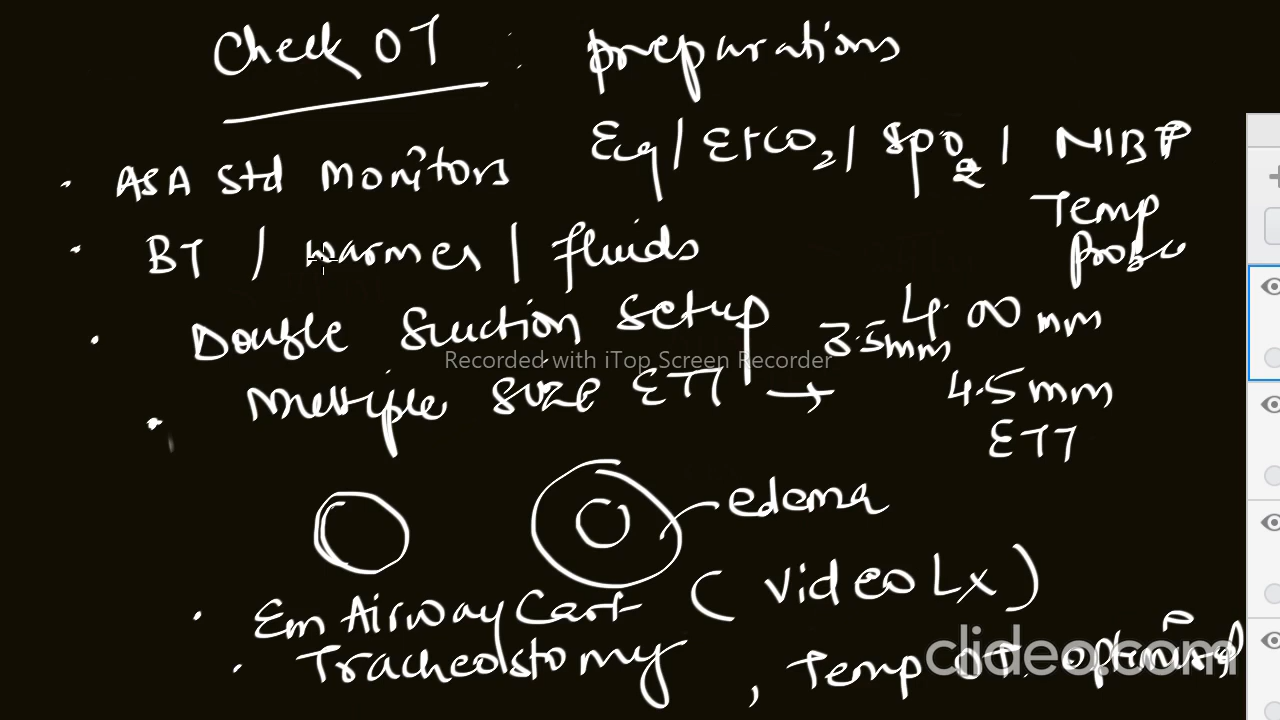 Check OT : preparations
ASA Std monitors Ecg / EtCO2 / SpO2 / NIBP
Temp
probe
BT / warmer / fluids
Double Suction Setup
3.5mm 4.00 mm
Recorded with iTop Screen Recorder
Multiple size ETT → 4.5mm
ETT
edema
Em Airway Cart (Video Lx)
Tracheostomy, Temp OT. optimised
clideo.com